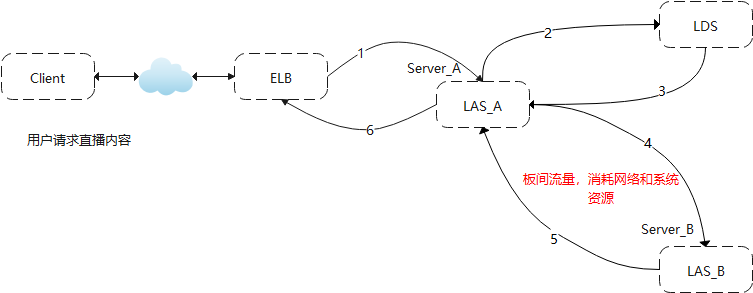 Client
ELB
1
Server_A
LAS_A
2
LDS
3
6
用户请求直播内容
4
板间流量，消耗网络和系统
资源
5
Server_B
LAS_B